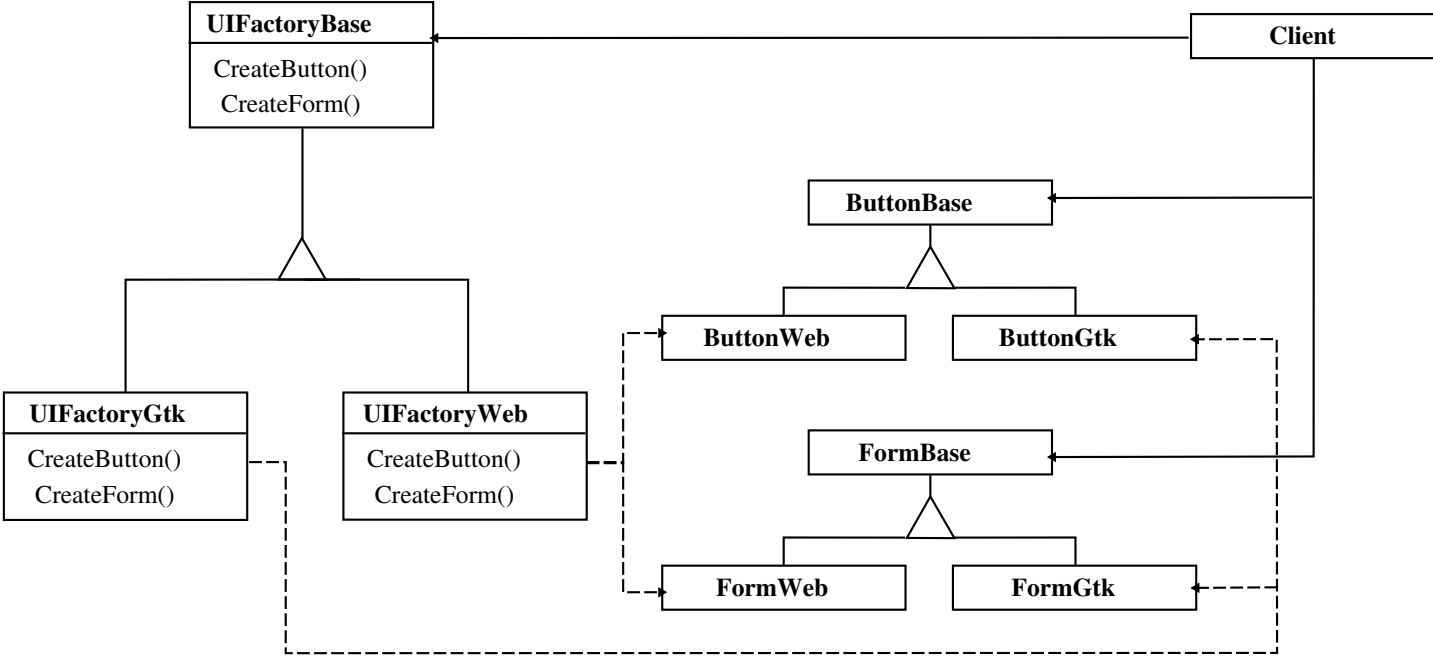 UIFactoryBase
CreateButton()
CreateForm()
Client
ButtonBase
ButtonWeb
ButtonGtk
UIFactoryGtk
CreateButton()
CreateForm()
UIFactoryWeb
CreateButton()
CreateForm()
FormBase
FormWeb
FormGtk